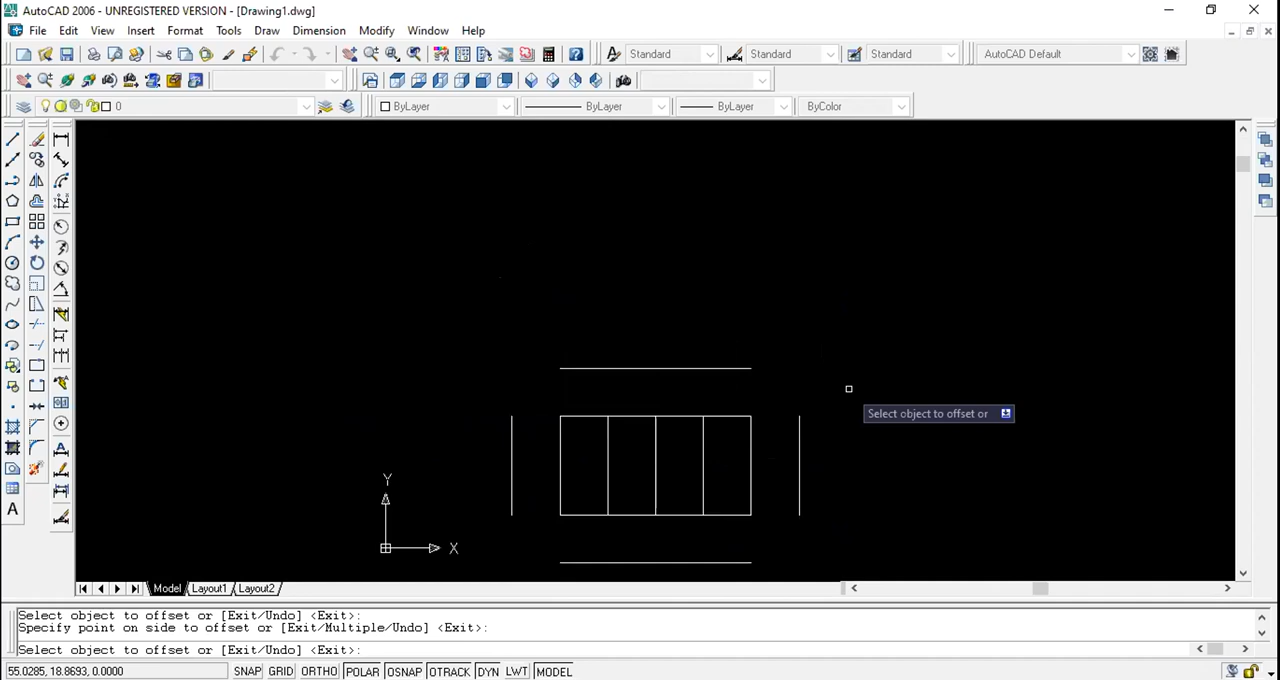 AutoCAD 2006 - UNREGISTERED VERSION - [Drawing1.dwg]
File Edit View Insert Format Tools Draw Dimension Modify Window Help
Standard Standard Standard AutoCAD Default
0 ByLayer ByLayer ByLayer ByColor
Select object to offset or
Y
X
A
Model Layout1 Layout2
Select object to offset or [Exit/Undo] <Exit>:
Specify point on side to offset or [Exit/Multiple/Undo] <Exit>:
Select object to offset or [Exit/Undo] <Exit>:
55.0285, 18.8693, 0.0000 SNAP GRID ORTHO POLAR OSNAP OTRACK DYN LWT MODEL